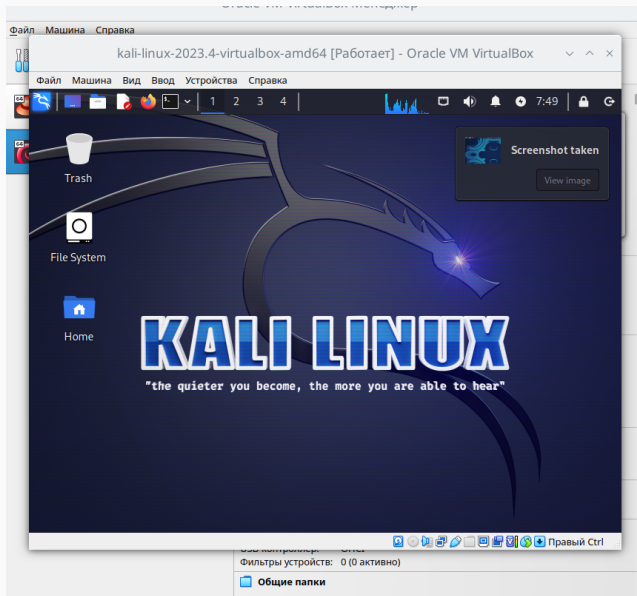 Oracle VM VirtualBox Менеджер
Файл Машина Справка
kali-linux-2023.4-virtualbox-amd64 [Работает] - Oracle VM VirtualBox
Файл Машина Вид Ввод Устройства Справка
1 2 3 4 7:49
Screenshot taken
View image
Trash
File System
Home
KALI LINUX
"the quieter you become, the more you are able to hear"
Правый Ctrl
USB контроллер: OHCI
Фильтры устройств: 0 (0 активно)
Общие папки